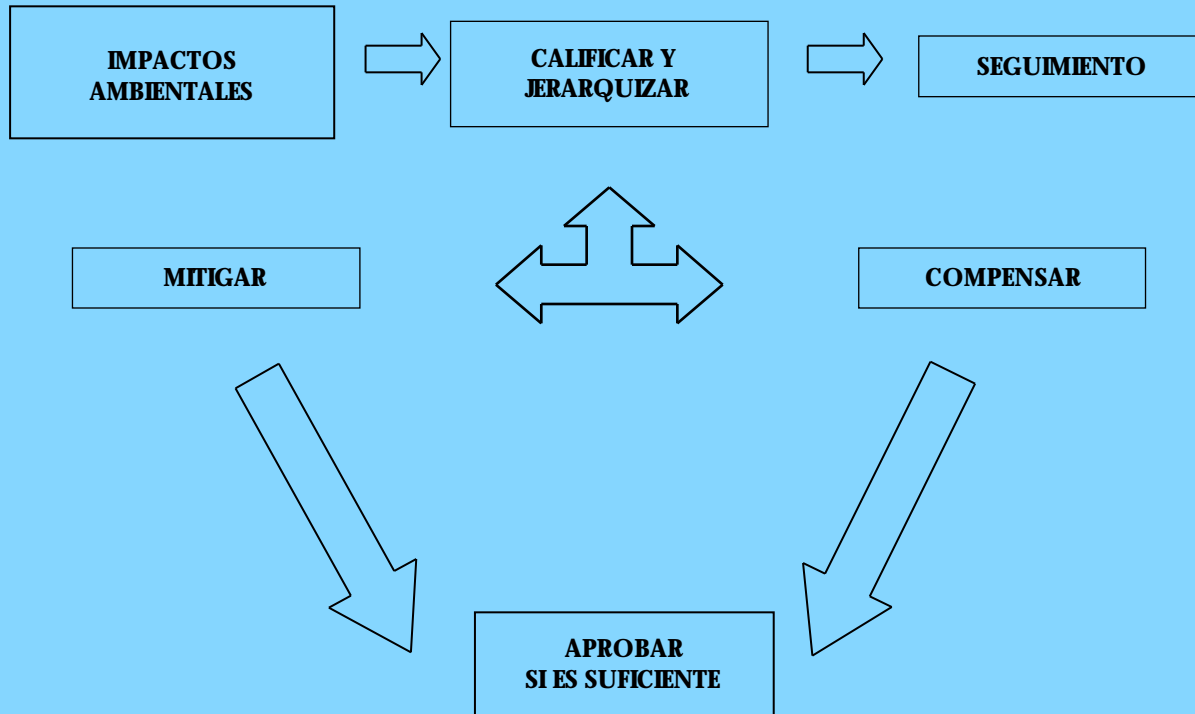 IMPACTOS
AMBIENTALES
CALIFICAR Y
JERARQUIZAR
SEGUIMIENTO
MITIGAR
COMPENSAR
APROBAR
SI ES SUFICIENTE